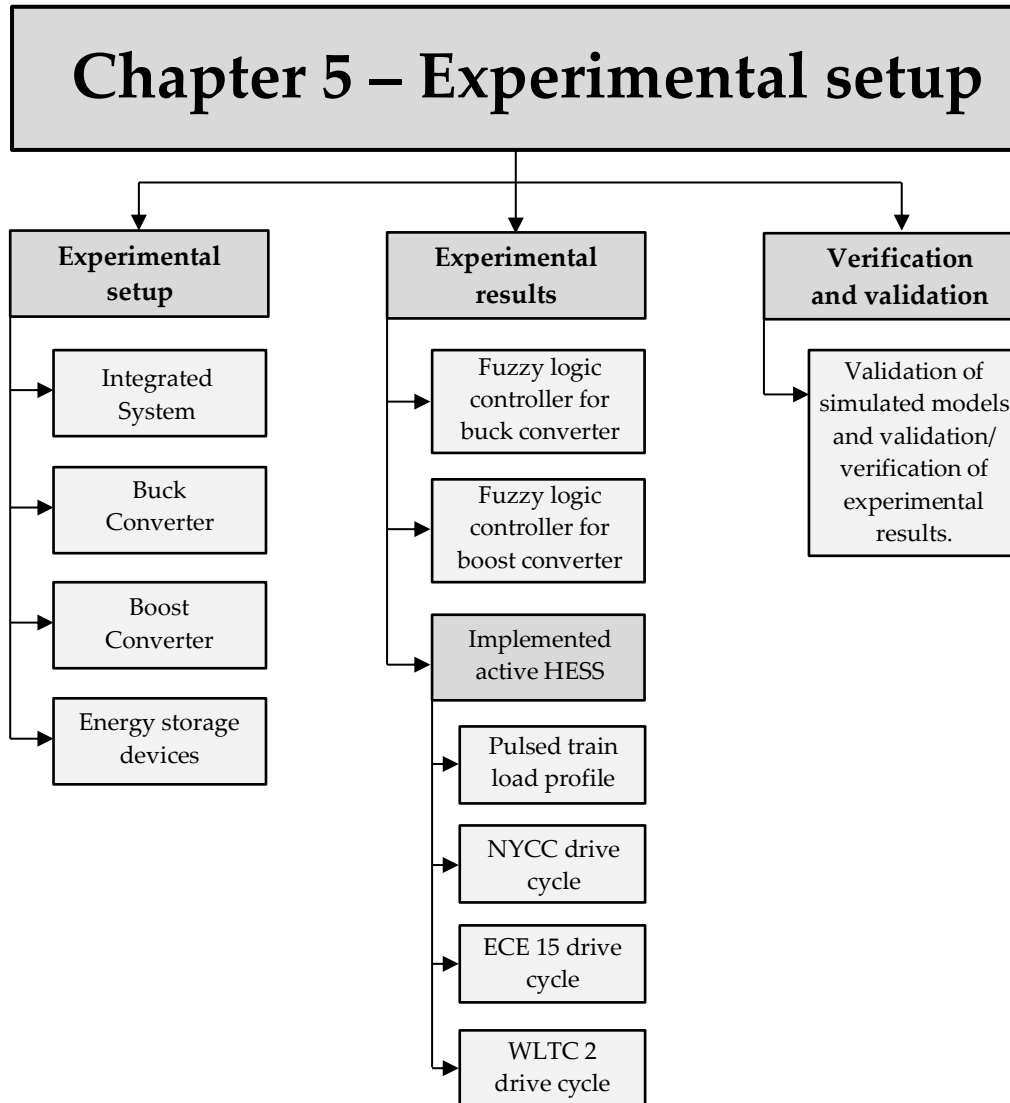 Chapter 5 – Experimental setup
Experimental
setup
Integrated
System
Buck
Converter
Boost
Converter
Energy storage
devices
Experimental
results
Fuzzy logic
controller for
buck converter
Fuzzy logic
controller for
boost converter
Implemented
active HESS
Pulsed train
load profile
NYCC drive
cycle
ECE 15 drive
cycle
WLTC 2
drive cycle
Verification
and validation
Validation of
simulated models
and validation/
verification of
experimental
results.